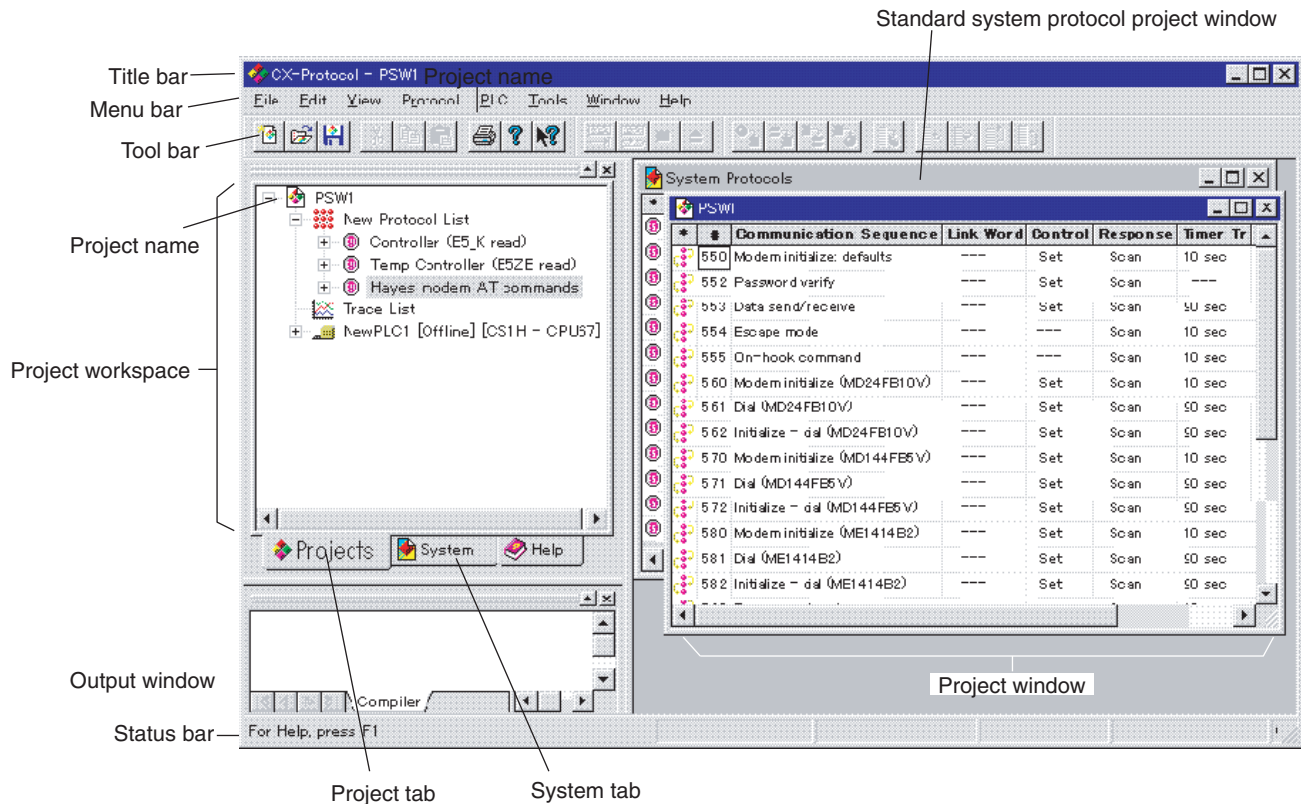 Standard system protocol project window
Title bar
CX-Protocol - PSW1 Project name
Menu bar
File Edit View Protocol PLC Tools Window Help
Tool bar
System Protocols
PSW1
New Protocol List
Controller (E5_K read)
Temp Controller (E5ZE read)
Hayes modem AT commands
Trace List
NewPLC1 [Offline] [CS1H - CPU67]
Project name
Project workspace
PSW1
* # Communication Sequence Link Word Control Response Timer Tr
550 Modem initialize: defaults --- Set Scan 10 sec
552 Password verify --- Set Scan ---
553 Data send/receive --- Set Scan 90 sec
554 Escape mode --- --- Scan 10 sec
555 On-hook command --- --- Scan 10 sec
560 Modem initialize (MD24FB10V) --- Set Scan 10 sec
561 Dial (MD24FB10V) --- Set Scan 90 sec
562 Initialize - dial (MD24FB10V) --- Set Scan 90 sec
570 Modem initialize (MD144FB5V) --- Set Scan 10 sec
571 Dial (MD144FB5V) --- Set Scan 90 sec
572 Initialize - dial (MD144FB5V) --- Set Scan 90 sec
580 Modem initialize (ME1414B2) --- Set Scan 10 sec
581 Dial (ME1414B2) --- Set Scan 90 sec
582 Initialize - dial (ME1414B2) --- Set Scan 90 sec
Projects System Help
Output window
Compiler
Project window
Status bar
For Help, press F1
Project tab
System tab